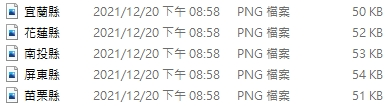 宜蘭縣 2021/12/20 下午 08:58 PNG 檔案 50 KB
花蓮縣 2021/12/20 下午 08:58 PNG 檔案 52 KB
南投縣 2021/12/20 下午 08:58 PNG 檔案 53 KB
屏東縣 2021/12/20 下午 08:58 PNG 檔案 54 KB
苗栗縣 2021/12/20 下午 08:58 PNG 檔案 51 KB